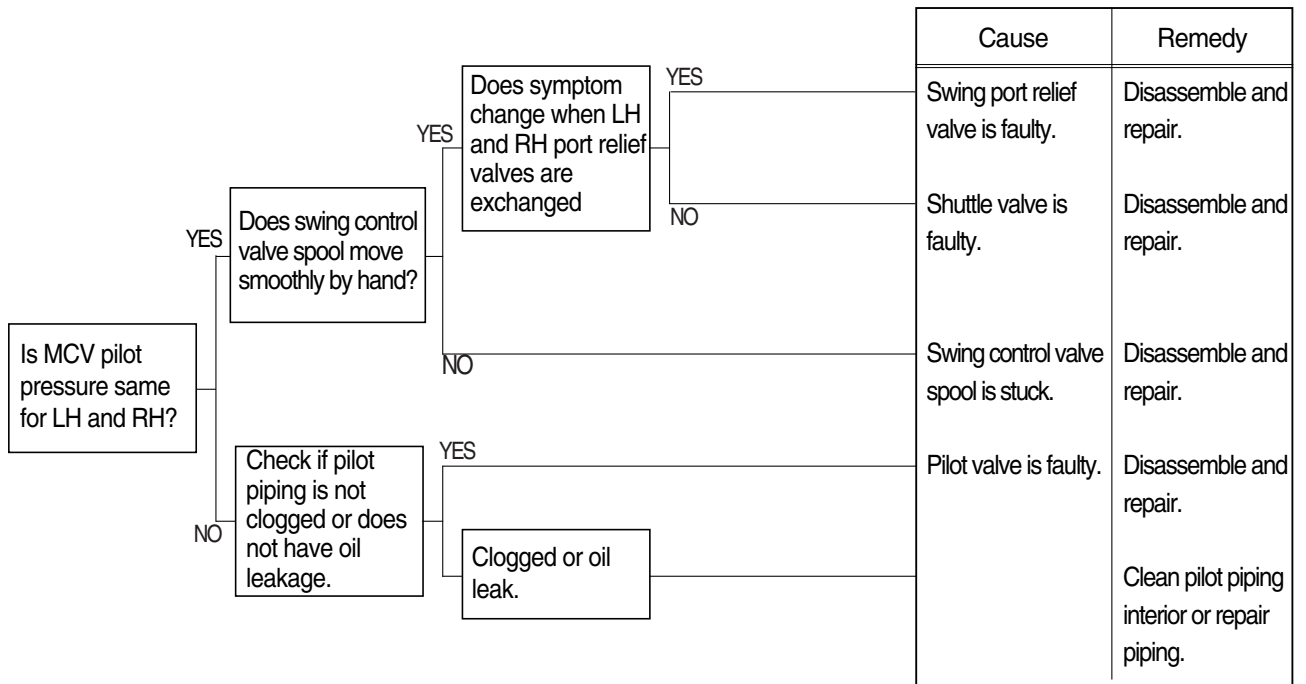 Cause
Remedy
Does symptom
change when LH
and RH port relief
valves are
exchanged
YES
YES
NO
Swing port relief
valve is faulty.
Disassemble and
repair.
Shuttle valve is
faulty.
Disassemble and
repair.
YES
Does swing control
valve spool move
smoothly by hand?
NO
Swing control valve
spool is stuck.
Disassemble and
repair.
Is MCV pilot
pressure same
for LH and RH?
NO
Check if pilot
piping is not
clogged or does
not have oil
leakage.
YES
Pilot valve is faulty.
Disassemble and
repair.
Clogged or oil
leak.
Clean pilot piping
interior or repair
piping.